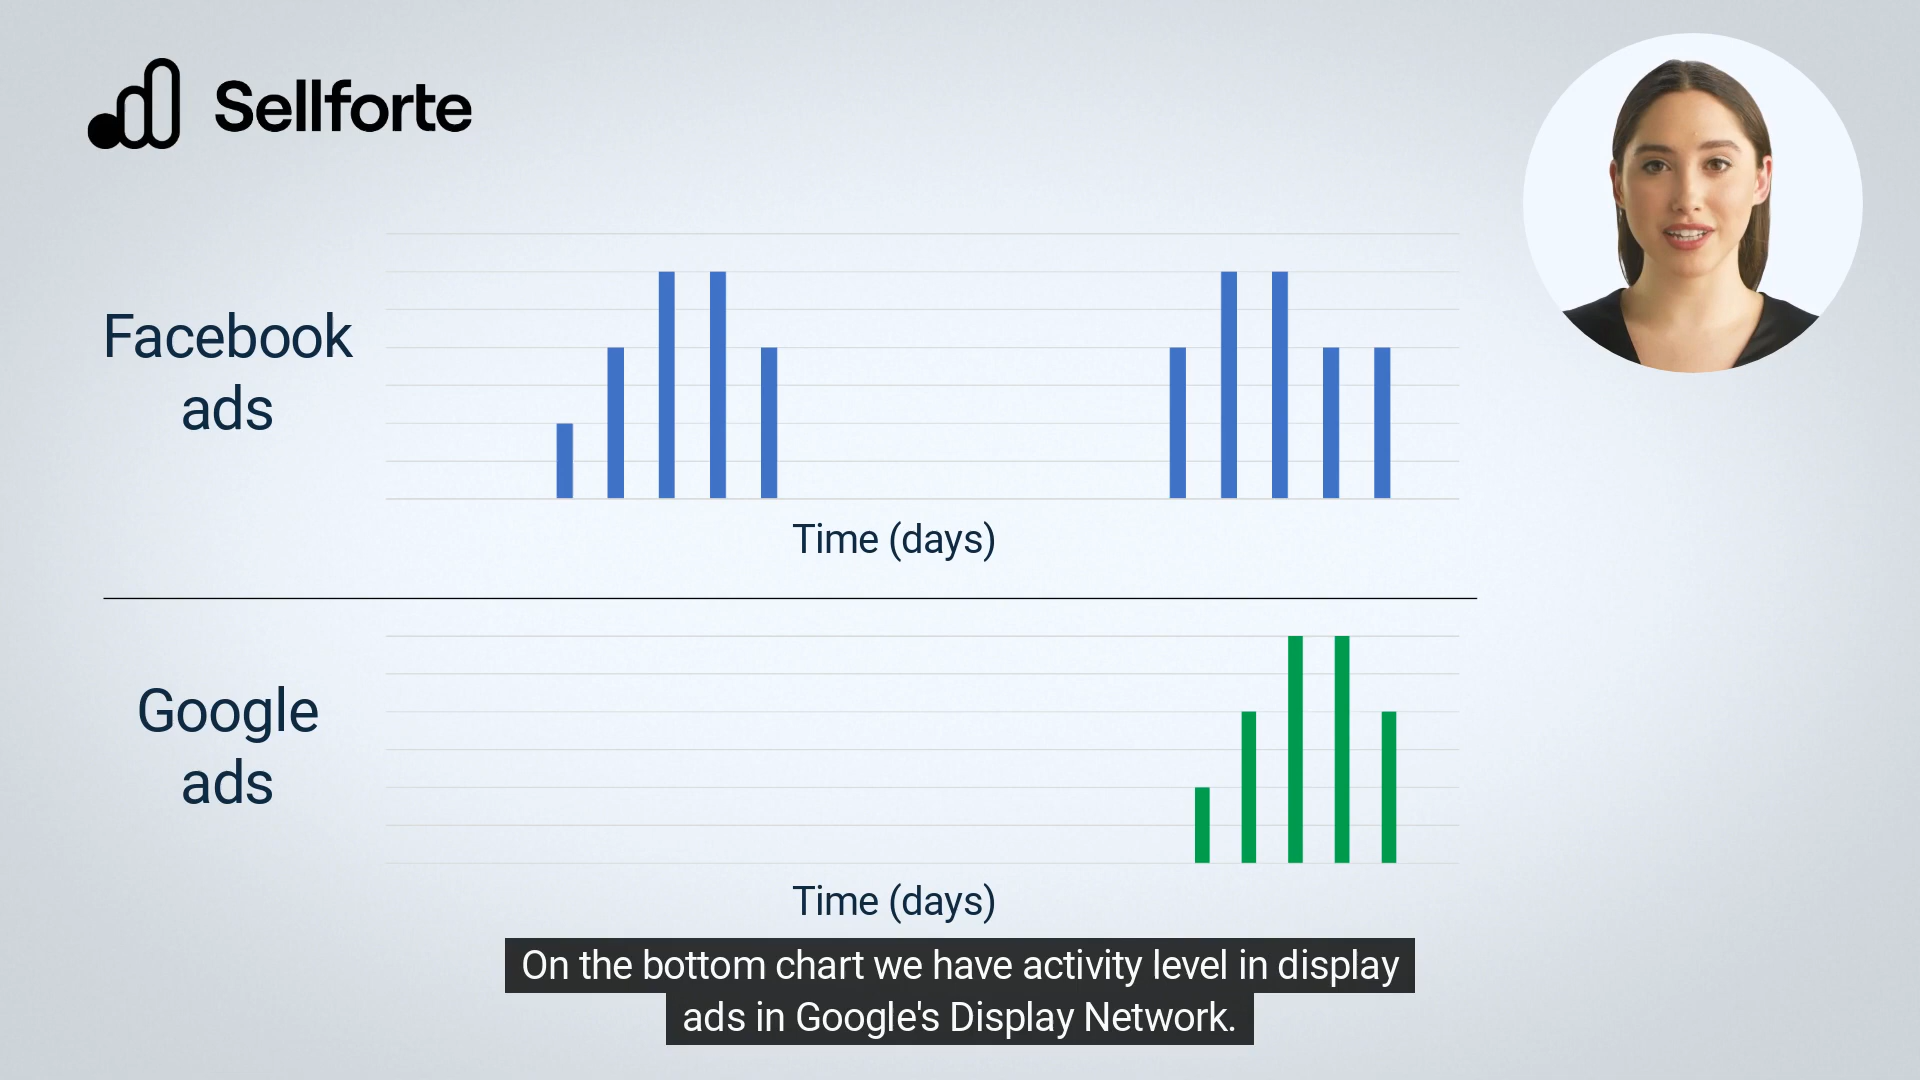 Sellforte
Facebook
ads
Time (days)
Google
ads
Time (days)
On the bottom chart we have activity level in display
ads in Google's Display Network.